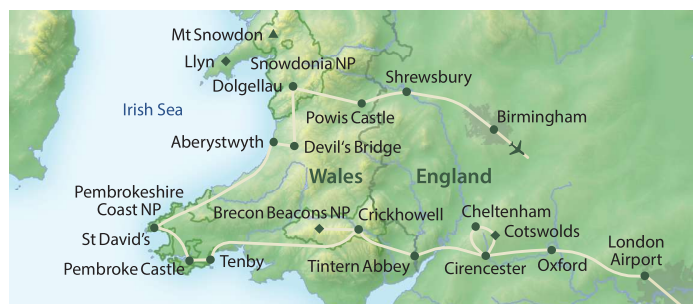 Mt Snowdon
Llyn
Snowdonia NP
Dolgellau
Shrewsbury
Powis Castle
Irish Sea
Birmingham
Aberystwyth
Devil's Bridge
Wales
England
Pembrokeshire
Coast NP
Brecon Beacons NP
Crickhowell
Cheltenham
St David's
Cotswolds
London
Airport
Pembroke Castle
Tenby
Tintern Abbey
Cirencester
Oxford